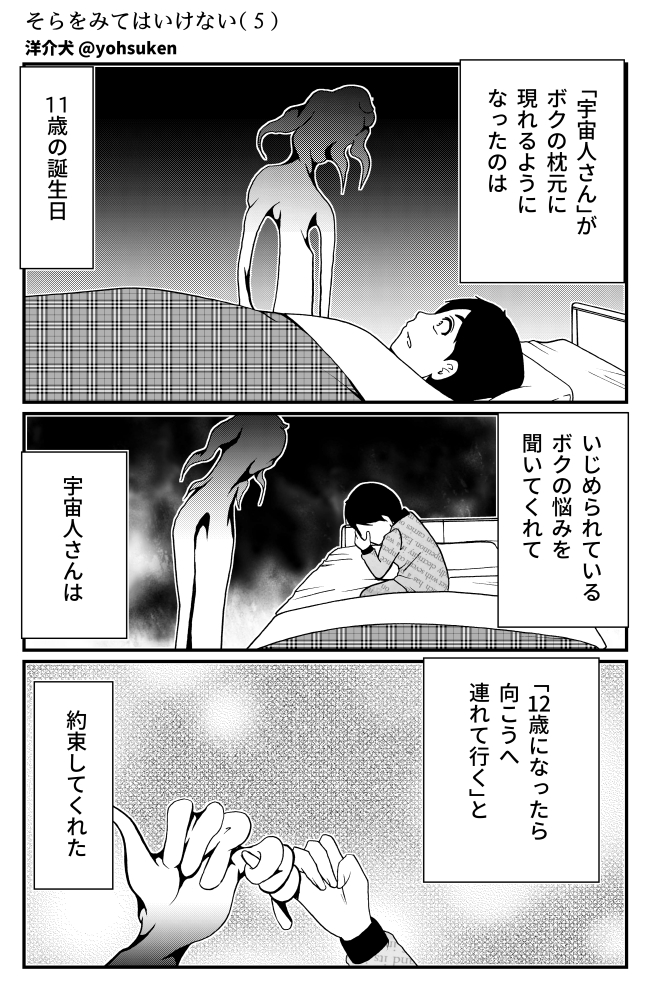 そらをみてはいけない(5)
洋介犬 @yohsuken
「宇宙人さん」が
ボクの枕元に
現れるように
なったのは
11歳の誕生日
いじめられている
ボクの悩みを
聞いてくれて
宇宙人さんは
「12歳になったら
向こうへ
連れて行く」と
約束してくれた